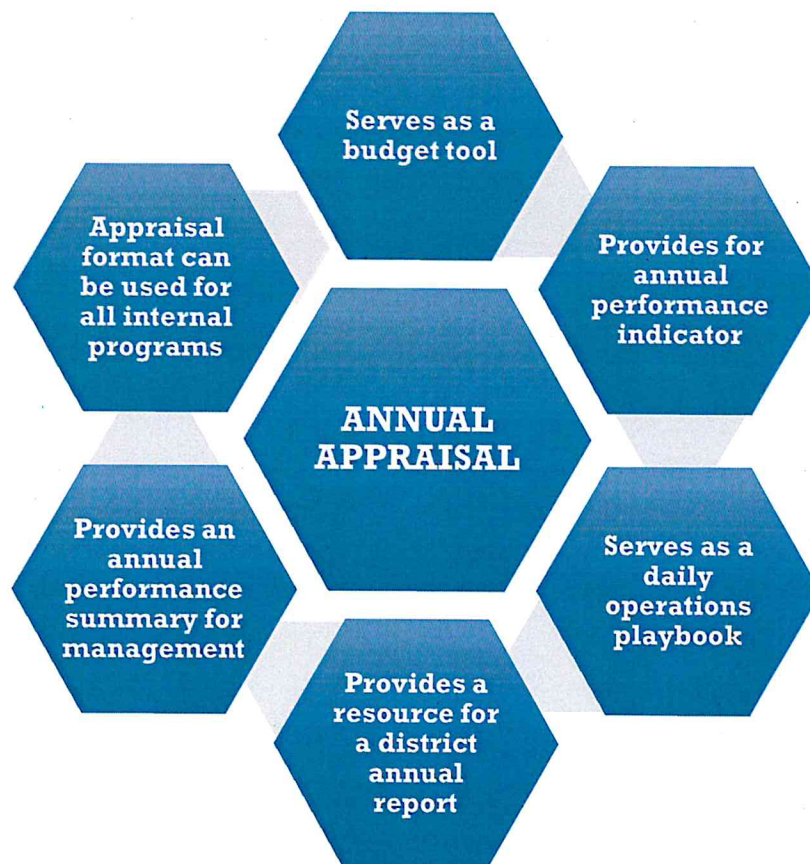 Serves as a
budget tool
Provides for
annual
performance
indicator
Serves as a
daily
operations
playbook
Provides a
resource for
a district
annual
report
Provides an
annual
performance
summary for
management
Appraisal
format can
be used for
all internal
programs
ANNUAL
APPRAISAL